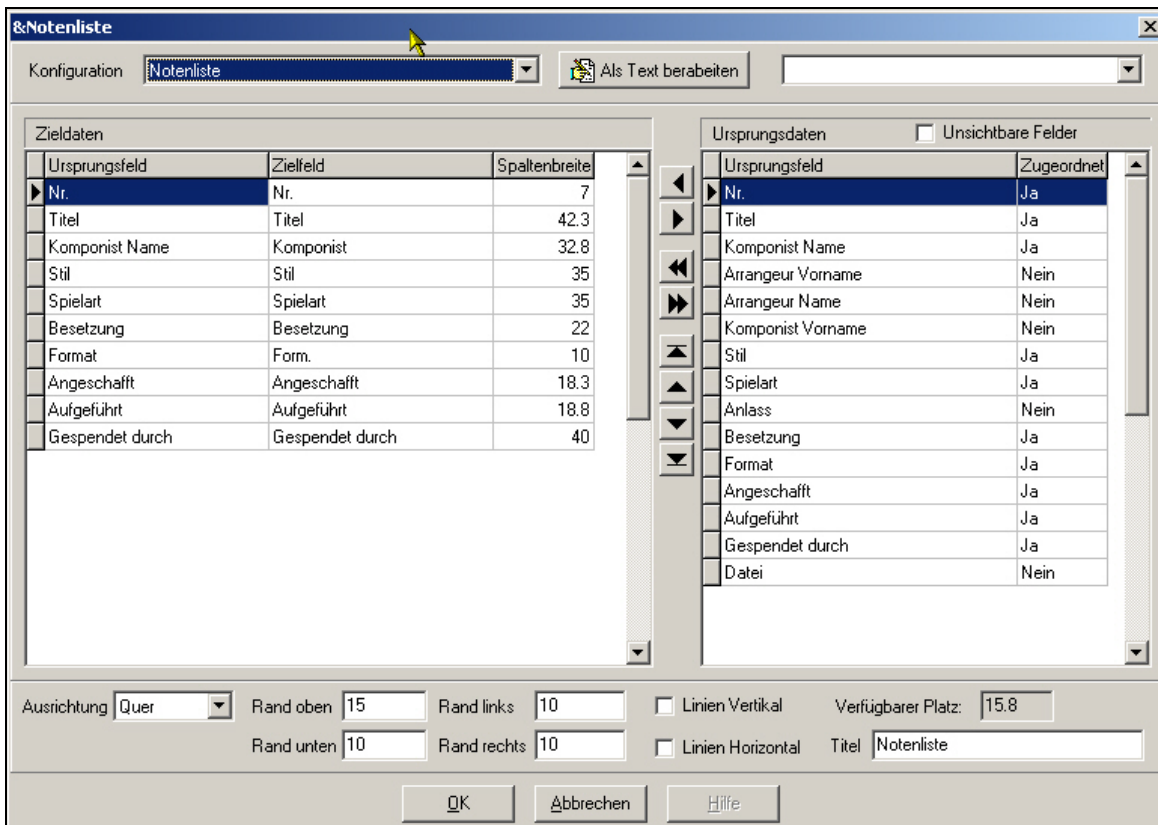 &Notenliste
Konfiguration Notenliste Als Text berabeiten
Zieldaten
Ursprungsfeld Zielfeld Spaltenbreite
Nr. Nr. 7
Titel Titel 42.3
Komponist Name Komponist 32.8
Stil Stil 35
Spielart Spielart 35
Besetzung Besetzung 22
Format Form. 10
Angeschafft Angeschafft 18.3
Aufgeführt Aufgeführt 18.8
Gespendet durch Gespendet durch 40
Ursprungsdaten Unsichtbare Felder
Ursprungsfeld Zugeordnet
Nr. Ja
Titel Ja
Komponist Name Ja
Arrangeur Vorname Nein
Arrangeur Name Nein
Komponist Vorname Nein
Stil Ja
Spielart Ja
Anlass Nein
Besetzung Ja
Format Ja
Angeschafft Ja
Aufgeführt Ja
Gespendet durch Ja
Datei Nein
Ausrichtung Quer Rand oben 15 Rand links 10 Linien Vertikal Verfügbarer Platz: 15.8
Rand unten 10 Rand rechts 10 Linien Horizontal Titel Notenliste
OK Abbrechen Hilfe